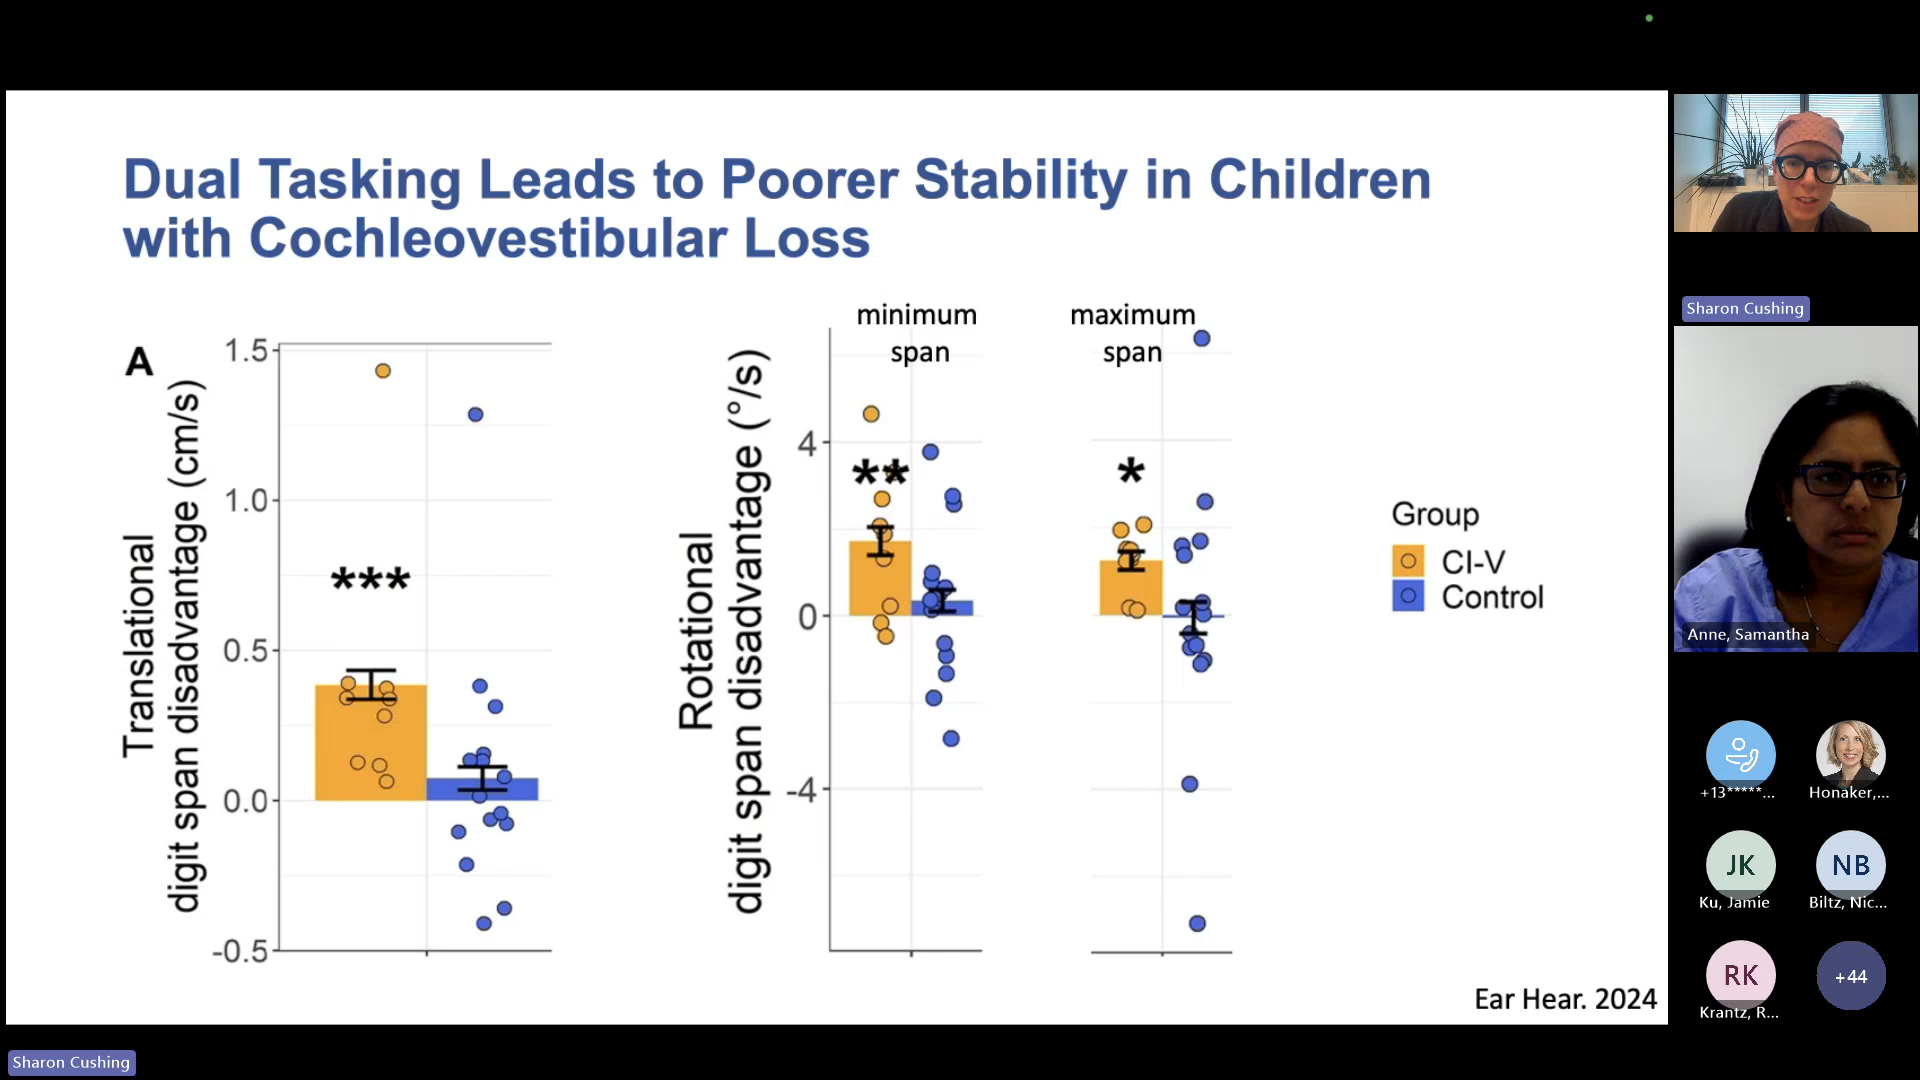 Dual Tasking Leads to Poorer Stability in Children
with Cochleovestibular Loss
A
Translational
digit span disadvantage (cm/s)
1.5
1.0
0.5
0.0
-0.5
***
Rotational
digit span disadvantage (°/s)
4
0
-4
minimum
span
**
maximum
span
*
Group
CI-V
Control
Ear Hear. 2024
Sharon Cushing
Sharon Cushing
Anne, Samantha
+13*****...
Honaker,...
JK
Ku, Jamie
NB
Biltz, Nic...
RK
Krantz, R...
+44